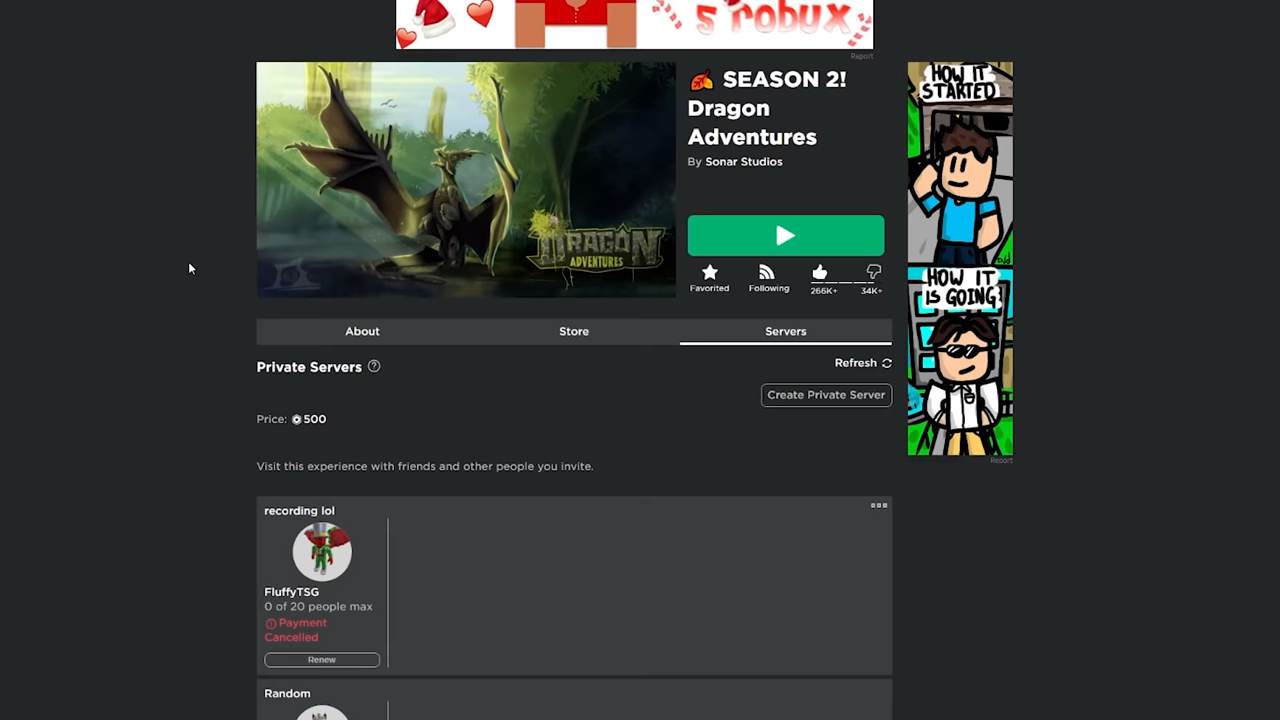 5 robux
Report
SEASON 2!
Dragon
Adventures
By Sonar Studios
DRAGON
ADVENTURES
Favorited
Following
266K+
34K+
HOW IT
STARTED
HOW IT
IS GOING
Report
About
Store
Servers
Private Servers
Refresh
Create Private Server
Price: 500
Visit this experience with friends and other people you invite.
recording lol
FluffyTSG
0 of 20 people max
Payment
Cancelled
Renew
Random